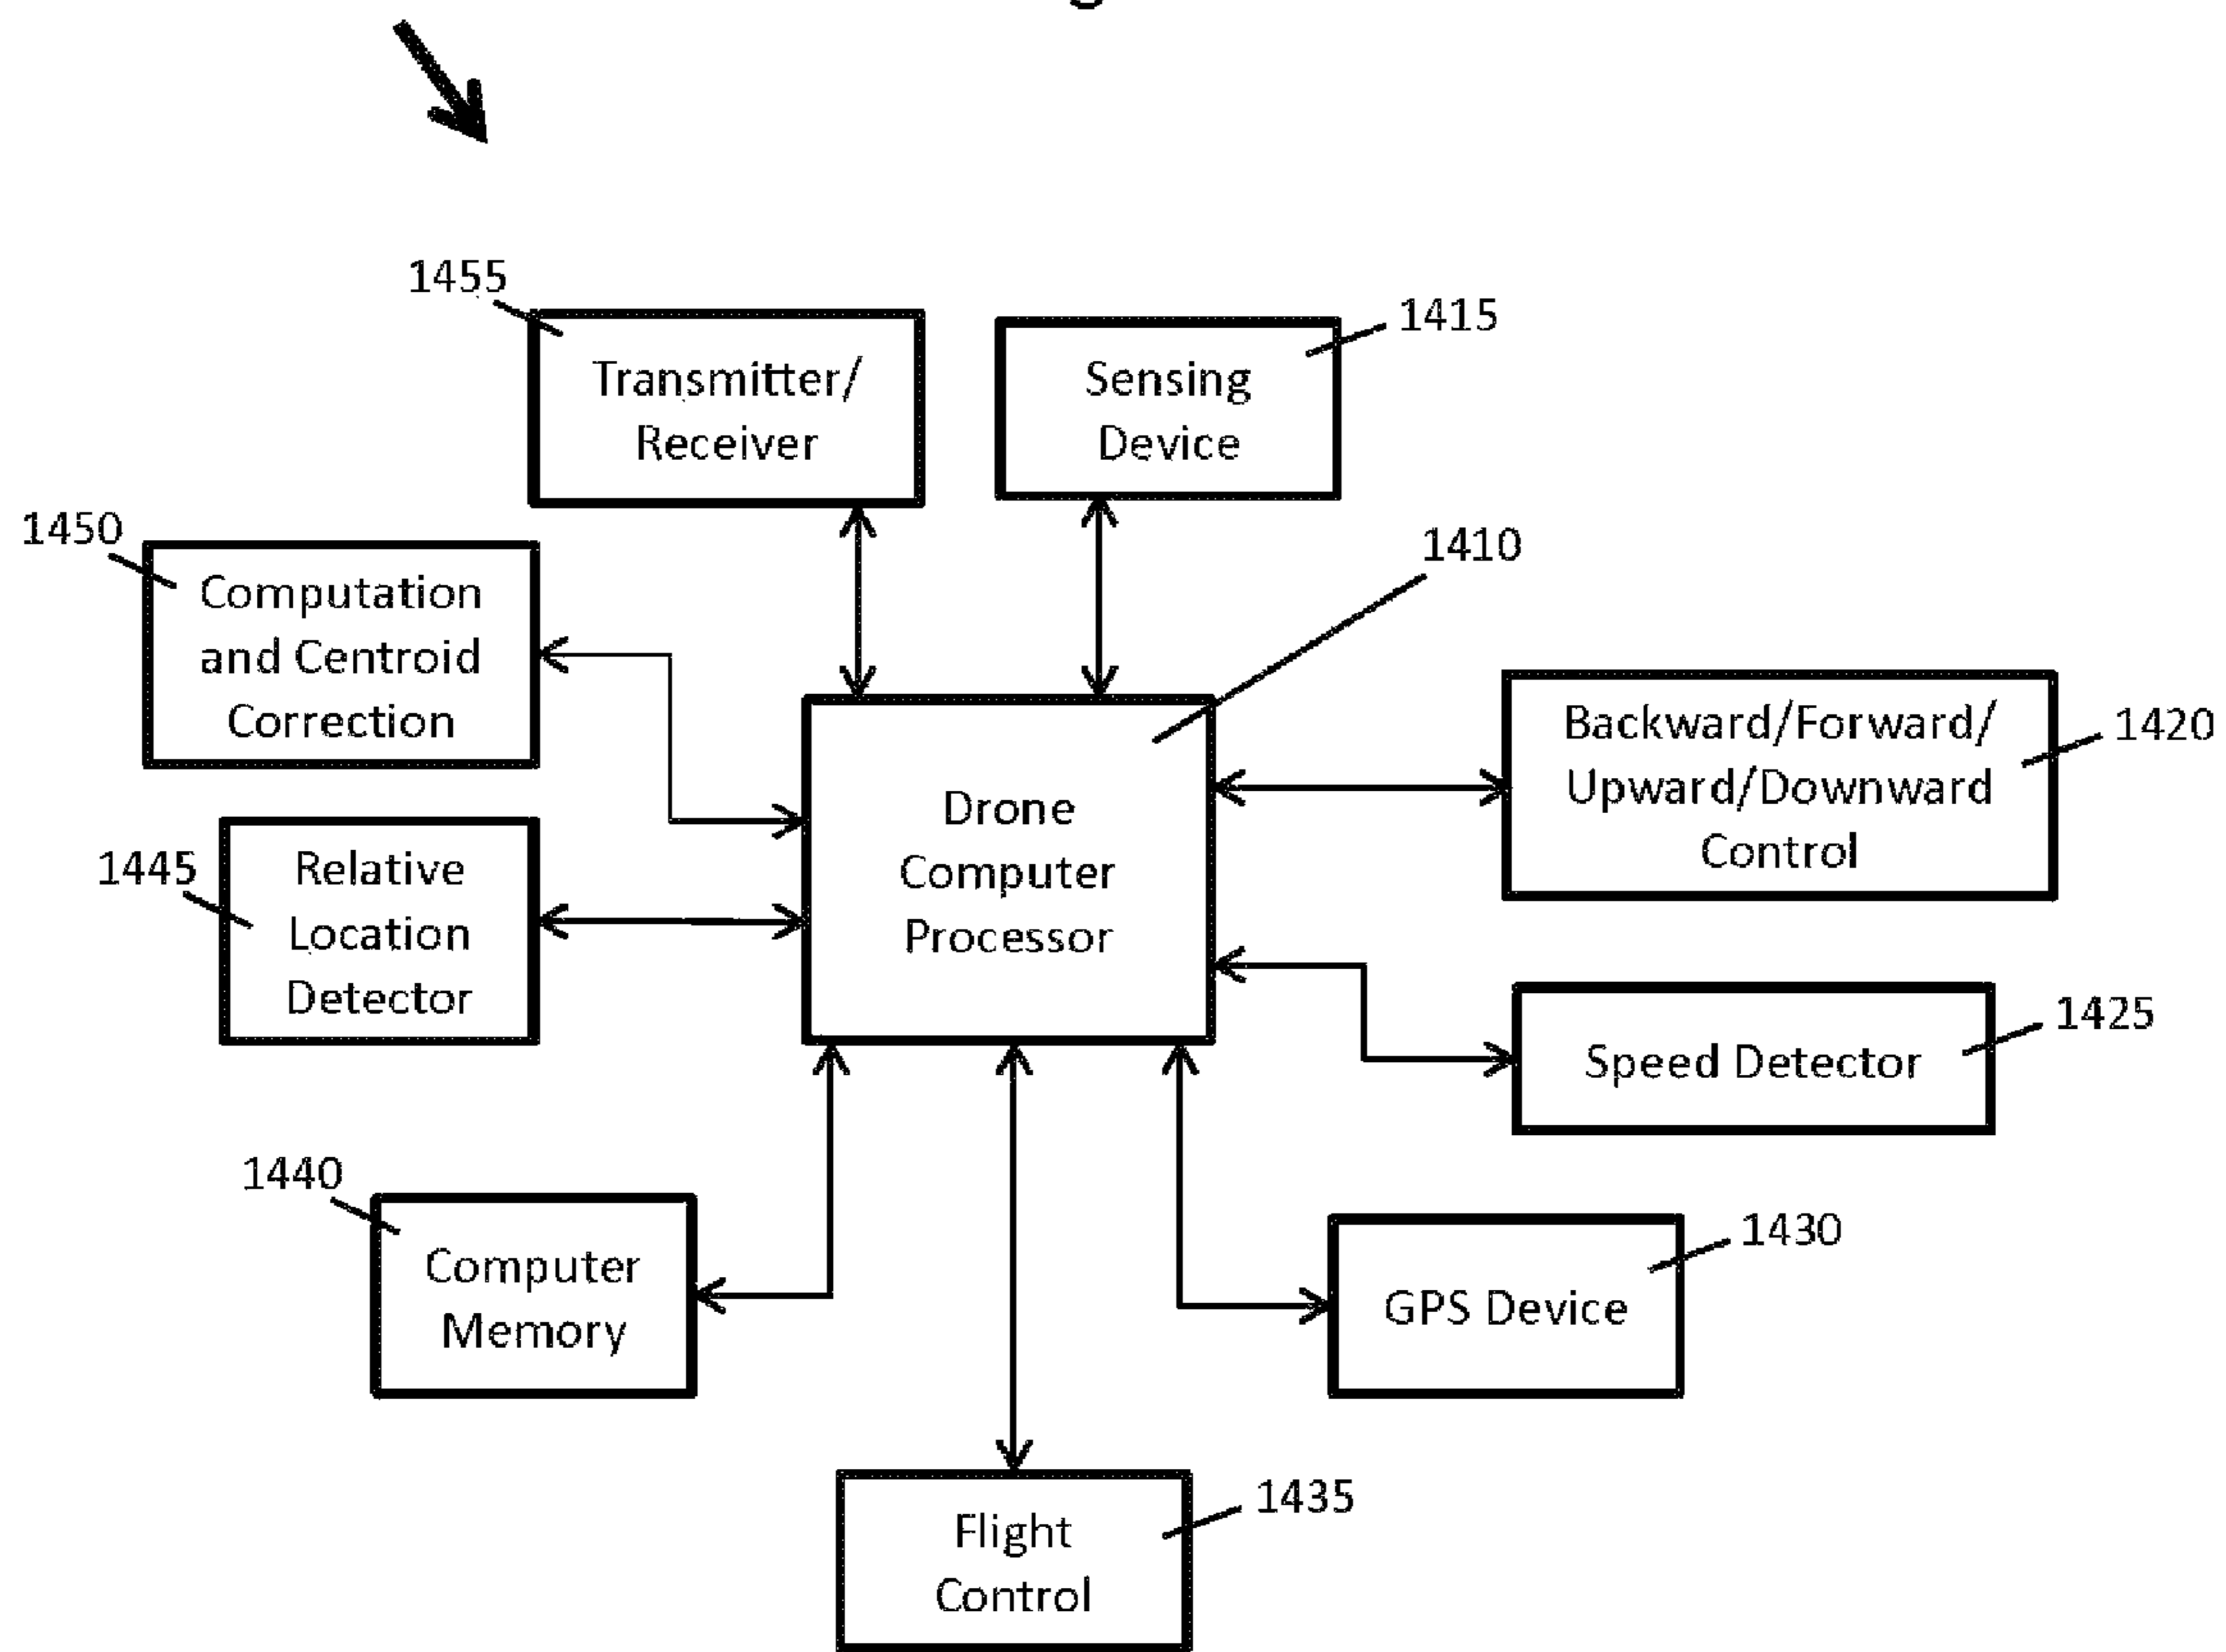 1455
Transmitter/
Receiver
1415
Sensing
Device
1450
Computation
and Centroid
Correction
1410
Drone
Computer
Processor
Backward/Forward/
Upward/Downward
Control
1420
1445
Relative
Location
Detector
Speed Detector
1425
1440
Computer
Memory
GPS Device
1430
Flight
Control
1435